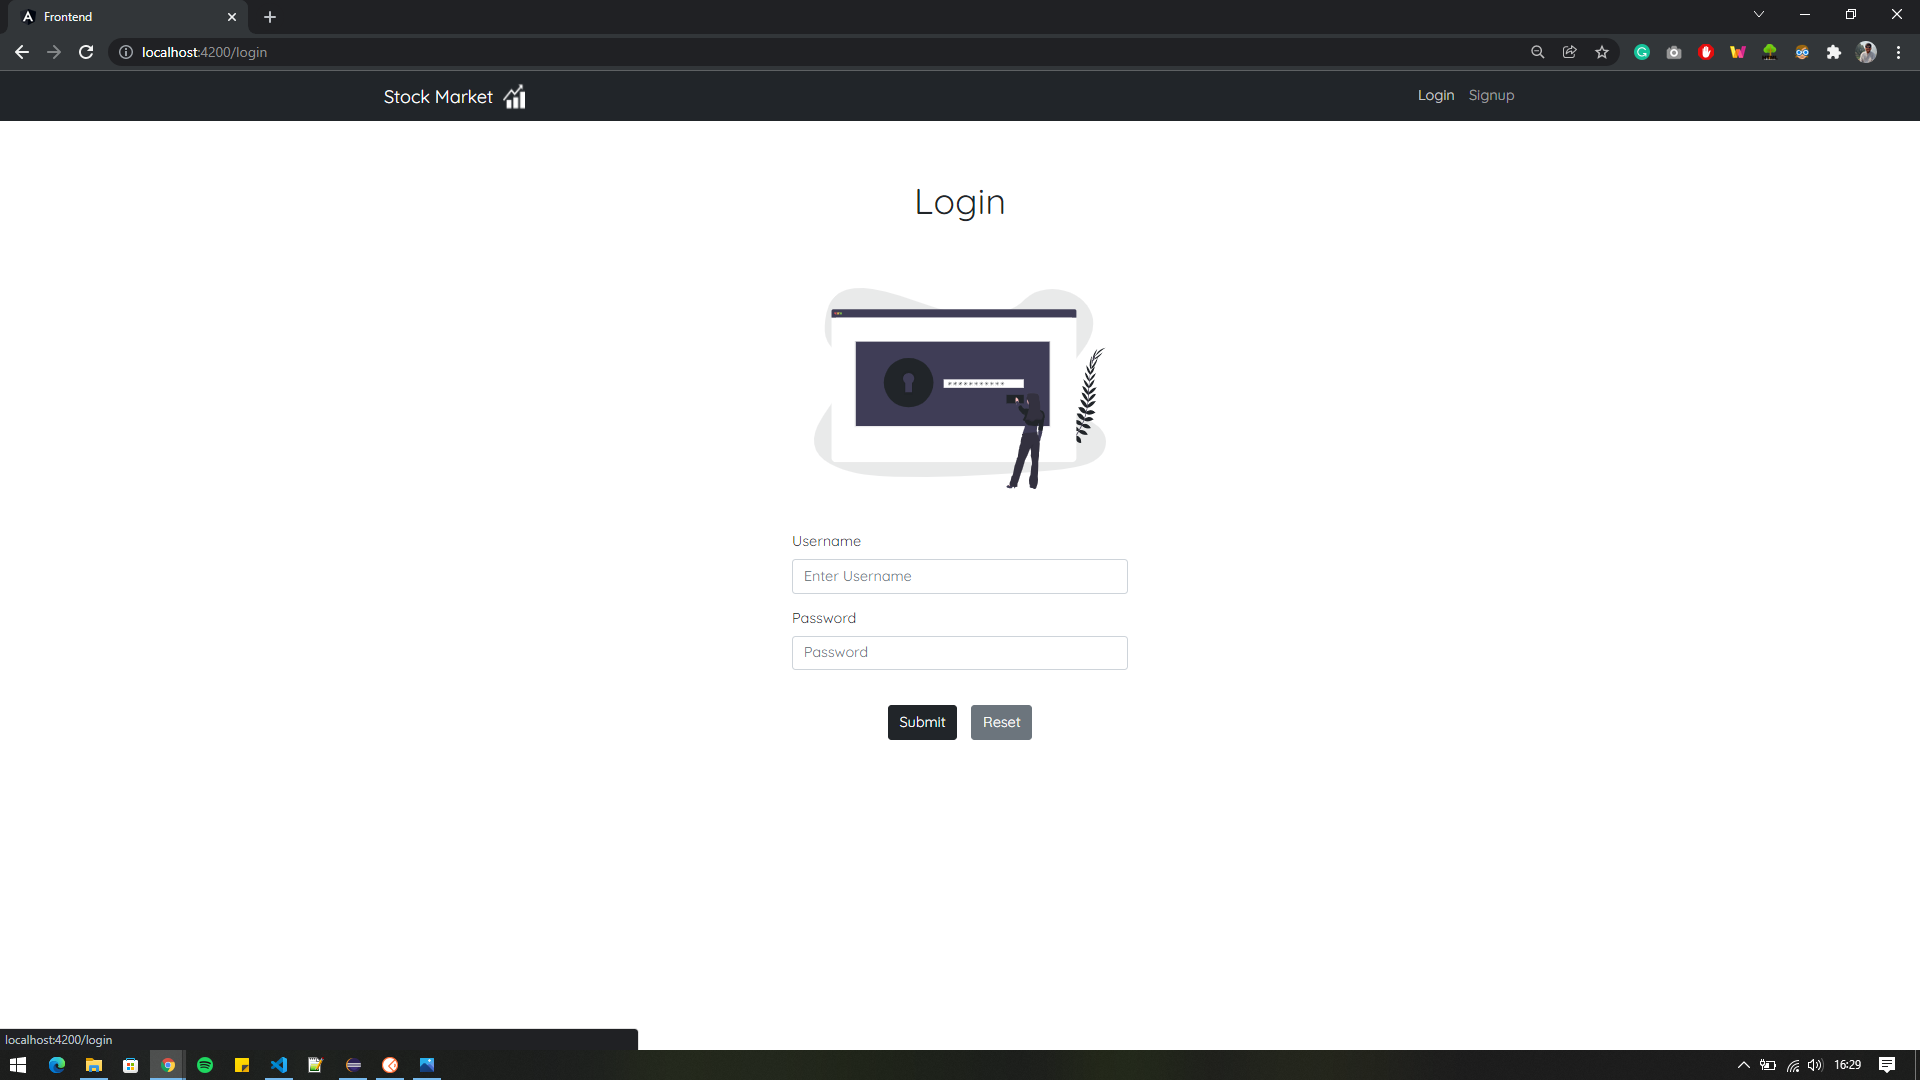 Frontend
localhost:4200/login
Stock Market
Login Signup
Login
Username
Enter Username
Password
Password
Submit Reset
localhost:4200/login
16:29